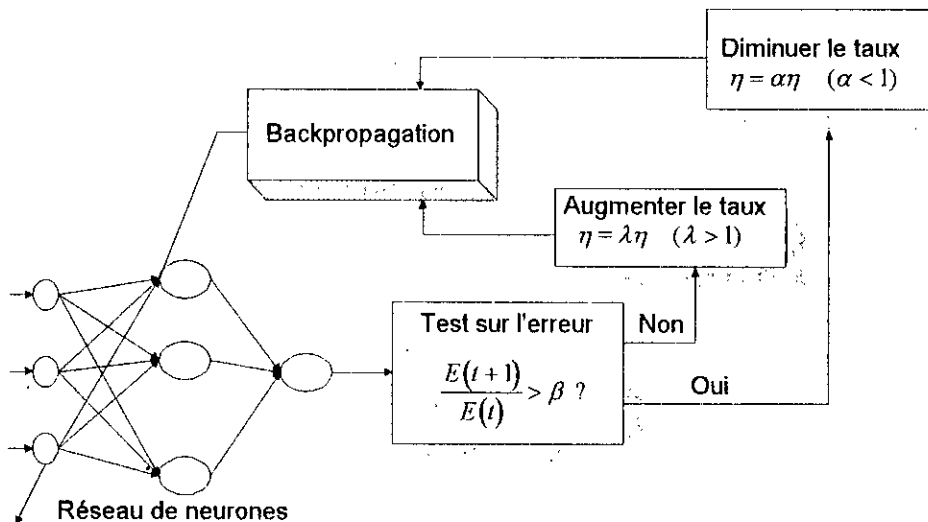 Diminuer le taux
η = αη (α < 1)
Backpropagation
Augmenter le taux
η = λη (λ > 1)
Test sur l'erreur
E(t + 1)
E(t)
> β ?
Non
Oui
Réseau de neurones